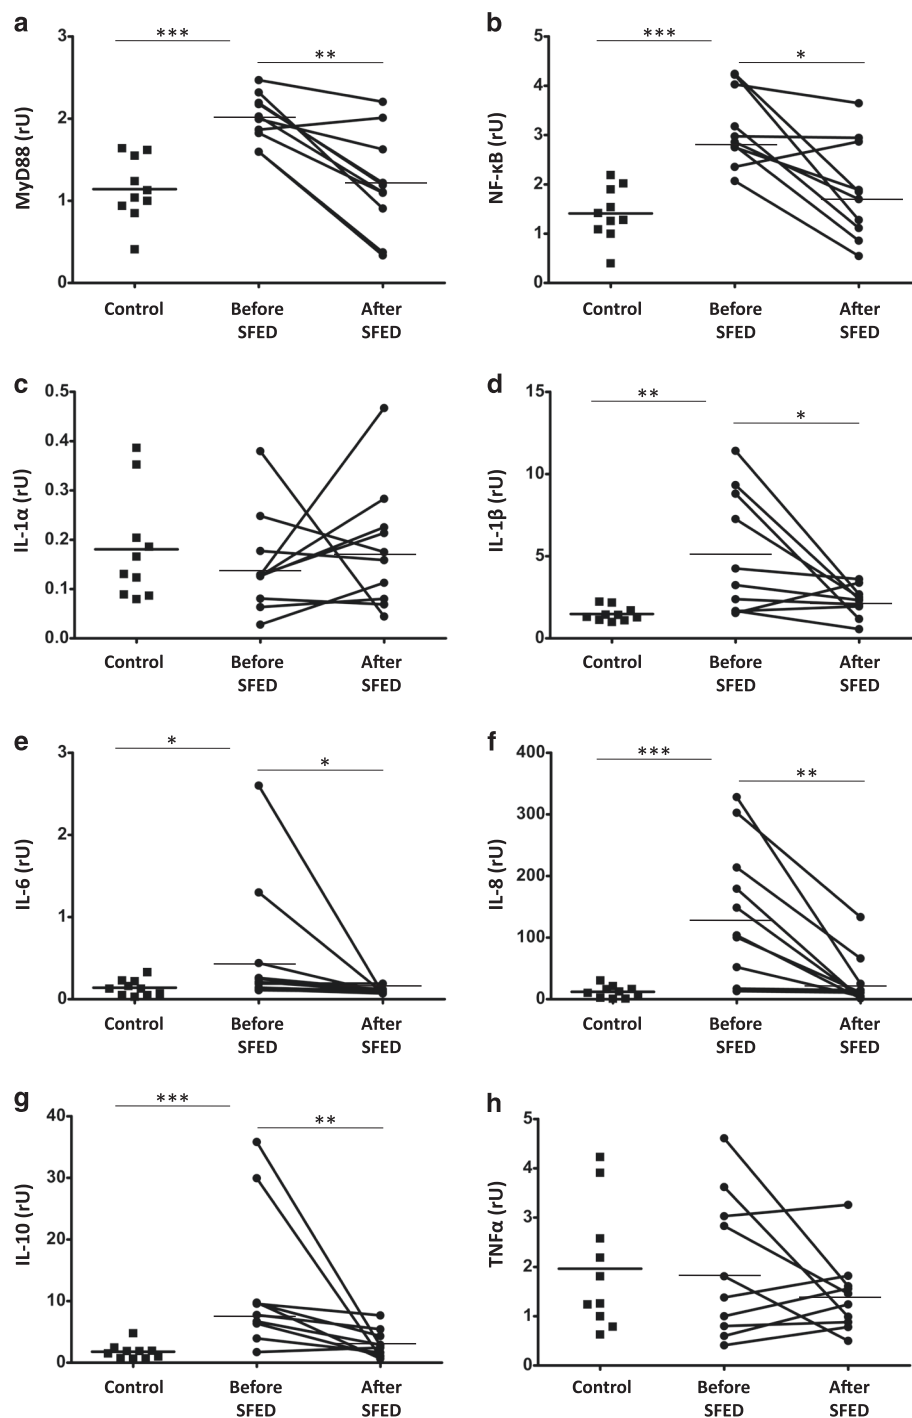 a
***
**
3
2
1
0
MyD88 (rU)
Control
Before
SFED
After
SFED
b
***
*
5
4
3
2
1
0
NF-κB (rU)
Control
Before
SFED
After
SFED
c
0.5
0.4
0.3
0.2
0.1
0.0
IL-1α (rU)
Control
Before
SFED
After
SFED
d
**
*
15
10
5
0
IL-1β (rU)
Control
Before
SFED
After
SFED
e
*
*
3
2
1
0
IL-6 (rU)
Control
Before
SFED
After
SFED
f
***
**
400
300
200
100
0
IL-8 (rU)
Control
Before
SFED
After
SFED
g
***
**
40
30
20
10
0
IL-10 (rU)
Control
Before
SFED
After
SFED
h
5
4
3
2
1
0
TNFα (rU)
Control
Before
SFED
After
SFED